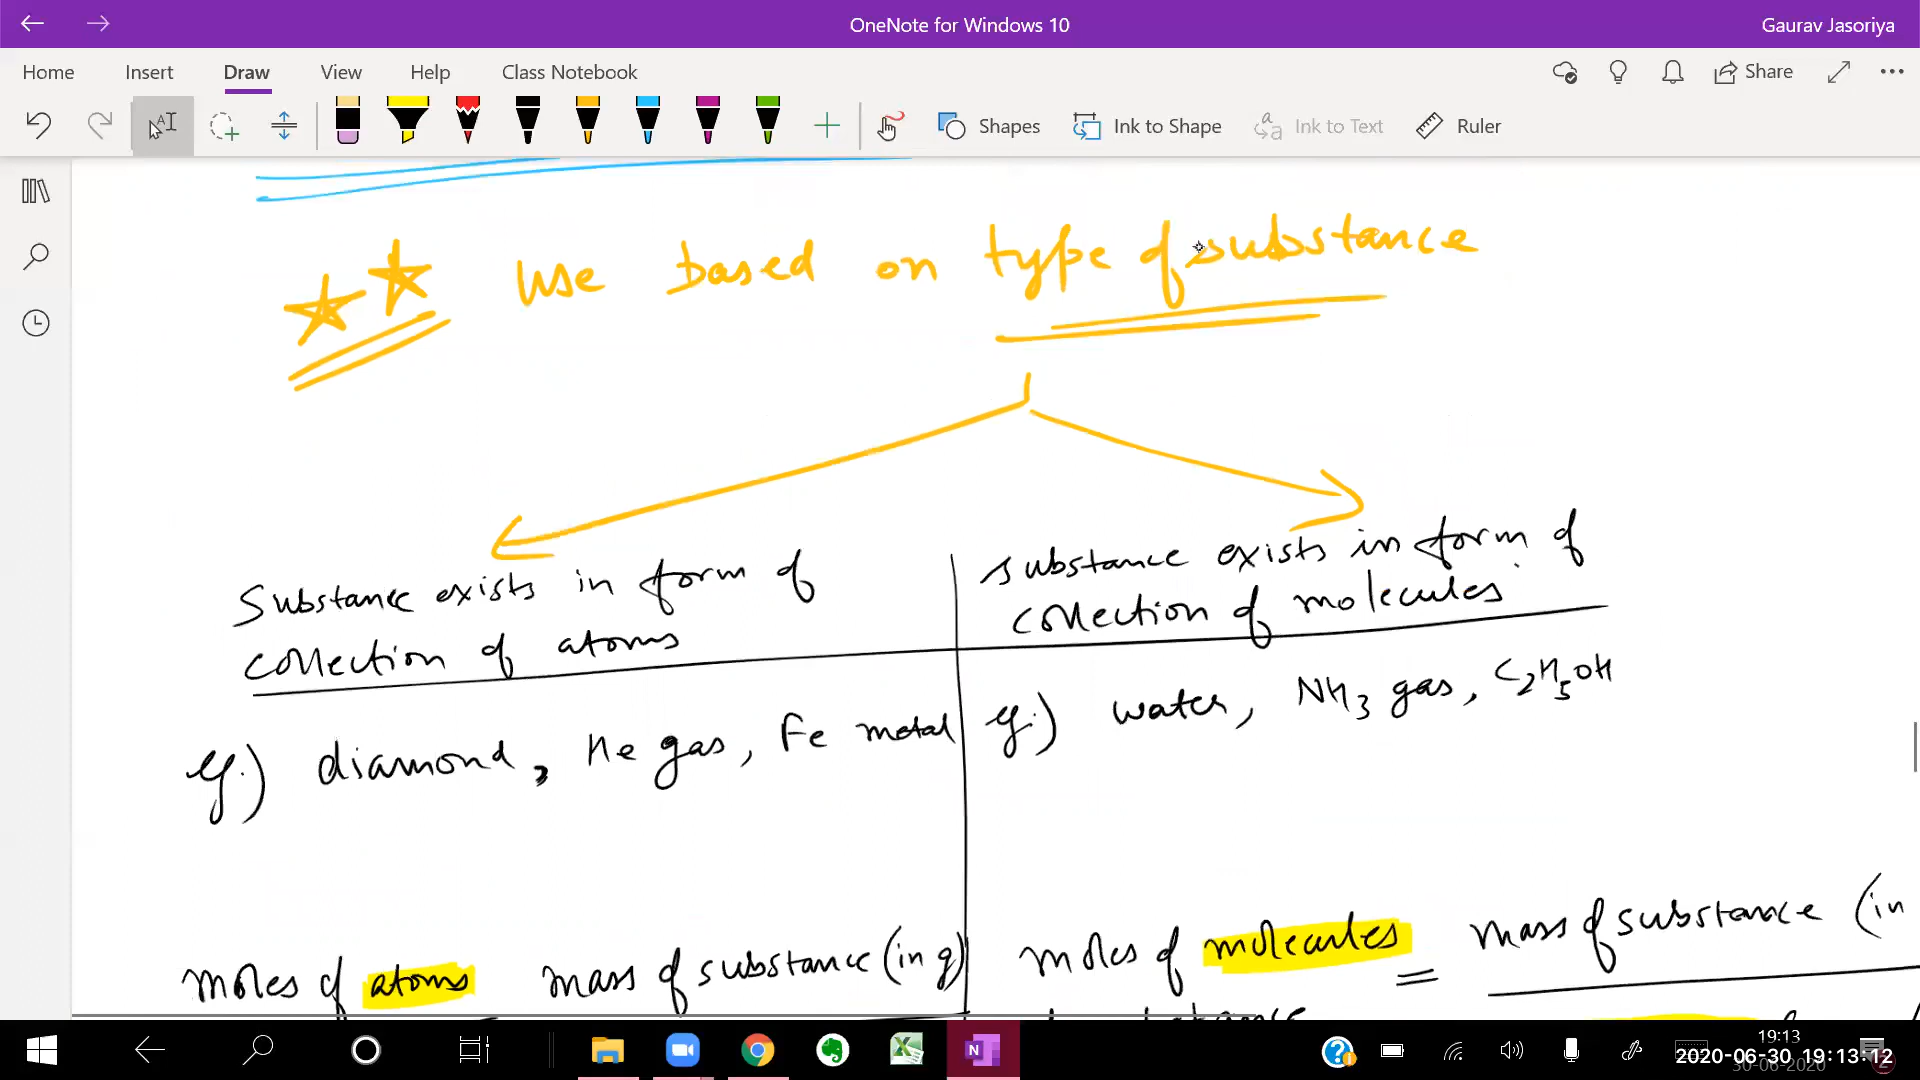 OneNote for Windows 10
Gaurav Jasoriya
Home Insert Draw View Help Class Notebook
Share
Shapes Ink to Shape Ink to Text Ruler
Use based on type of substance
Substance exists in form of
collection of atoms
substance exists in form of
collection of molecules
eg.) diamond, He gas, Fe metal
eg.) water, NH3 gas, C2H5OH
moles of atoms mass of substance (in g)
moles of molecules = mass of substance (in
19:13
2020-06-30 19:13:12
30-06-2020